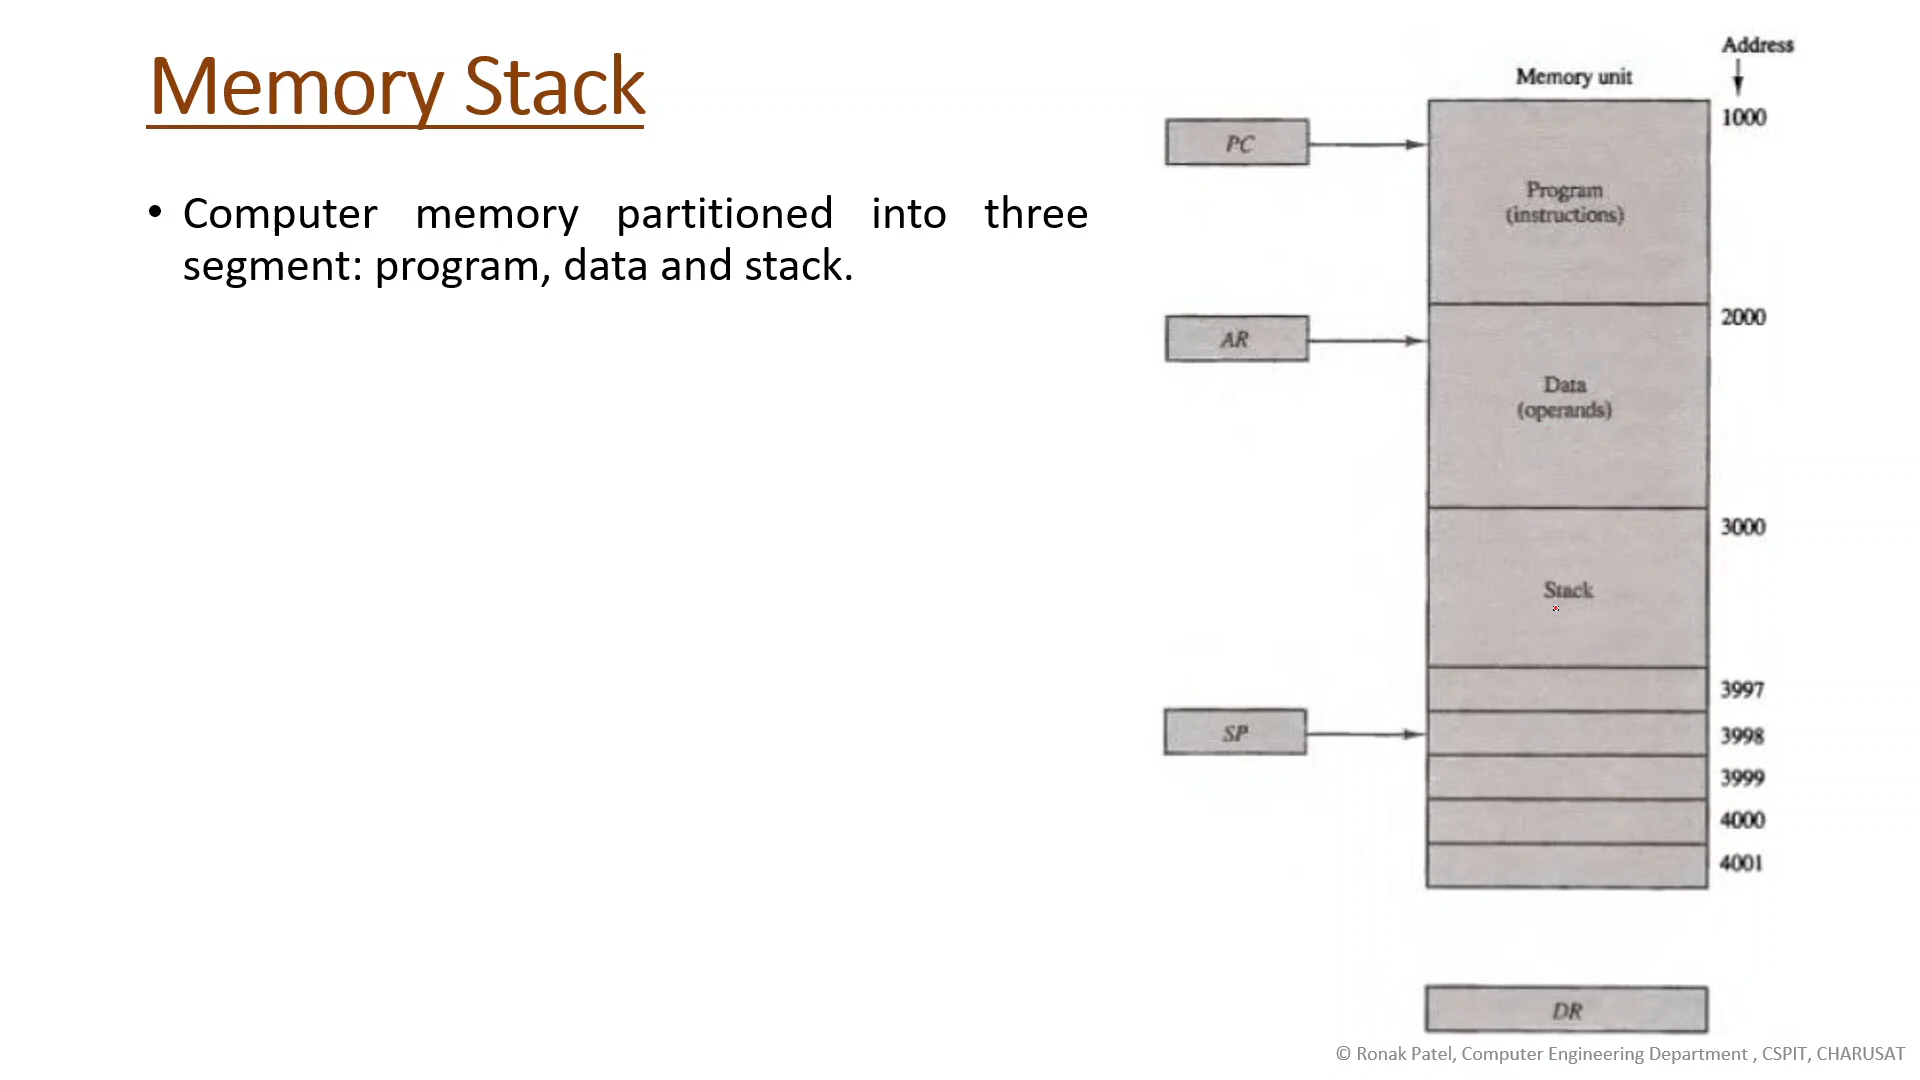 Memory Stack
• Computer memory partitioned into three
segment: program, data and stack.
Address
Memory unit
1000
PC
Program
(instructions)
2000
AR
Data
(operands)
3000
Stack
3997
SP
3998
3999
4000
4001
DR
© Ronak Patel, Computer Engineering Department , CSPIT, CHARUSAT